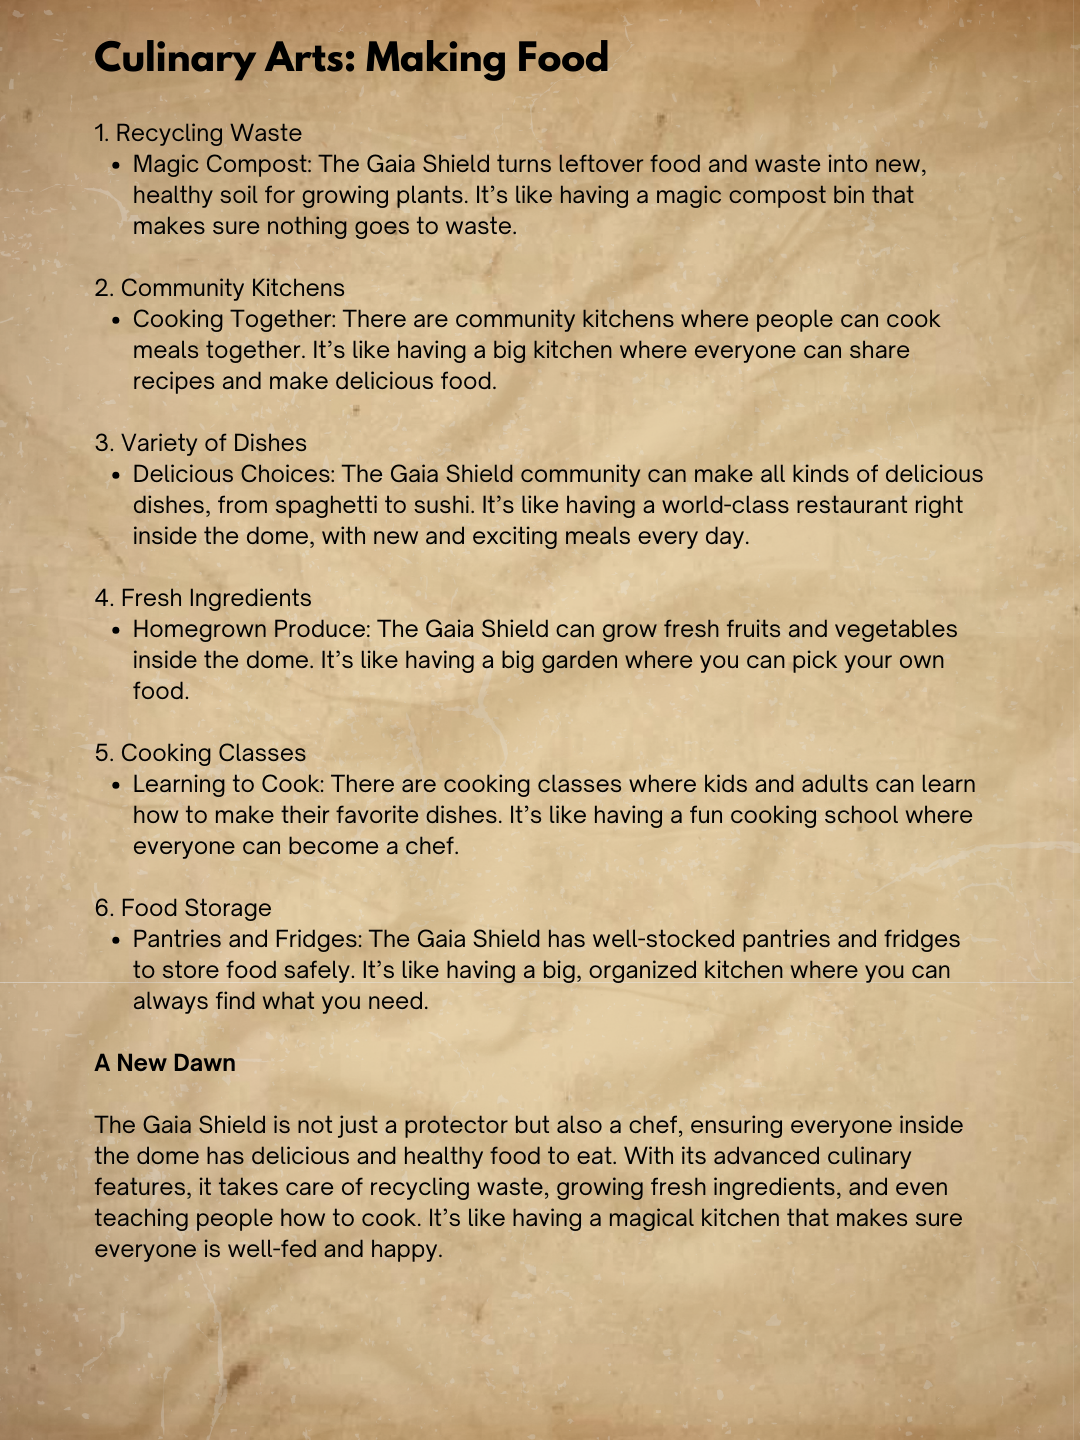 Culinary Arts: Making Food
1. Recycling Waste
• Magic Compost: The Gaia Shield turns leftover food and waste into new,
healthy soil for growing plants. It’s like having a magic compost bin that
makes sure nothing goes to waste.
2. Community Kitchens
• Cooking Together: There are community kitchens where people can cook
meals together. It’s like having a big kitchen where everyone can share
recipes and make delicious food.
3. Variety of Dishes
• Delicious Choices: The Gaia Shield community can make all kinds of delicious
dishes, from spaghetti to sushi. It’s like having a world-class restaurant right
inside the dome, with new and exciting meals every day.
4. Fresh Ingredients
• Homegrown Produce: The Gaia Shield can grow fresh fruits and vegetables
inside the dome. It’s like having a big garden where you can pick your own
food.
5. Cooking Classes
• Learning to Cook: There are cooking classes where kids and adults can learn
how to make their favorite dishes. It’s like having a fun cooking school where
everyone can become a chef.
6. Food Storage
• Pantries and Fridges: The Gaia Shield has well-stocked pantries and fridges
to store food safely. It’s like having a big, organized kitchen where you can
always find what you need.
A New Dawn
The Gaia Shield is not just a protector but also a chef, ensuring everyone inside
the dome has delicious and healthy food to eat. With its advanced culinary
features, it takes care of recycling waste, growing fresh ingredients, and even
teaching people how to cook. It’s like having a magical kitchen that makes sure
everyone is well-fed and happy.